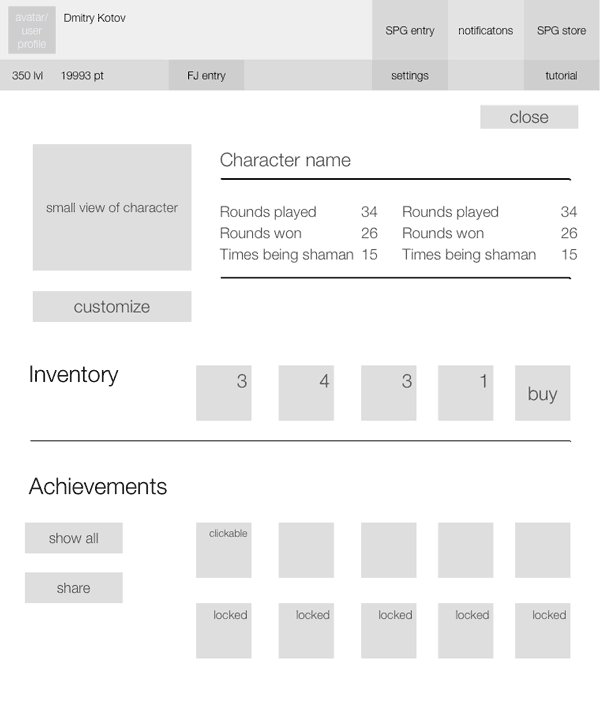 avatar/
user
profile
Dmitry Kotov
SPG entry
notificatons
SPG store
350 lvl
19993 pt
FJ entry
settings
tutorial
close
small view of character
Character name
Rounds played 34 Rounds played 34
Rounds won 26 Rounds won 26
Times being shaman 15 Times being shaman 15
customize
Inventory
3
4
3
1
buy
Achievements
show all
clickable
share
locked
locked
locked
locked
locked